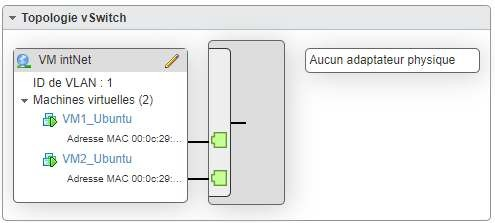 Topologie vSwitch
VM intNet
ID de VLAN : 1
Machines virtuelles (2)
VM1_Ubuntu
Adresse MAC 00:0c:29:...
VM2_Ubuntu
Adresse MAC 00:0c:29:...
Aucun adaptateur physique